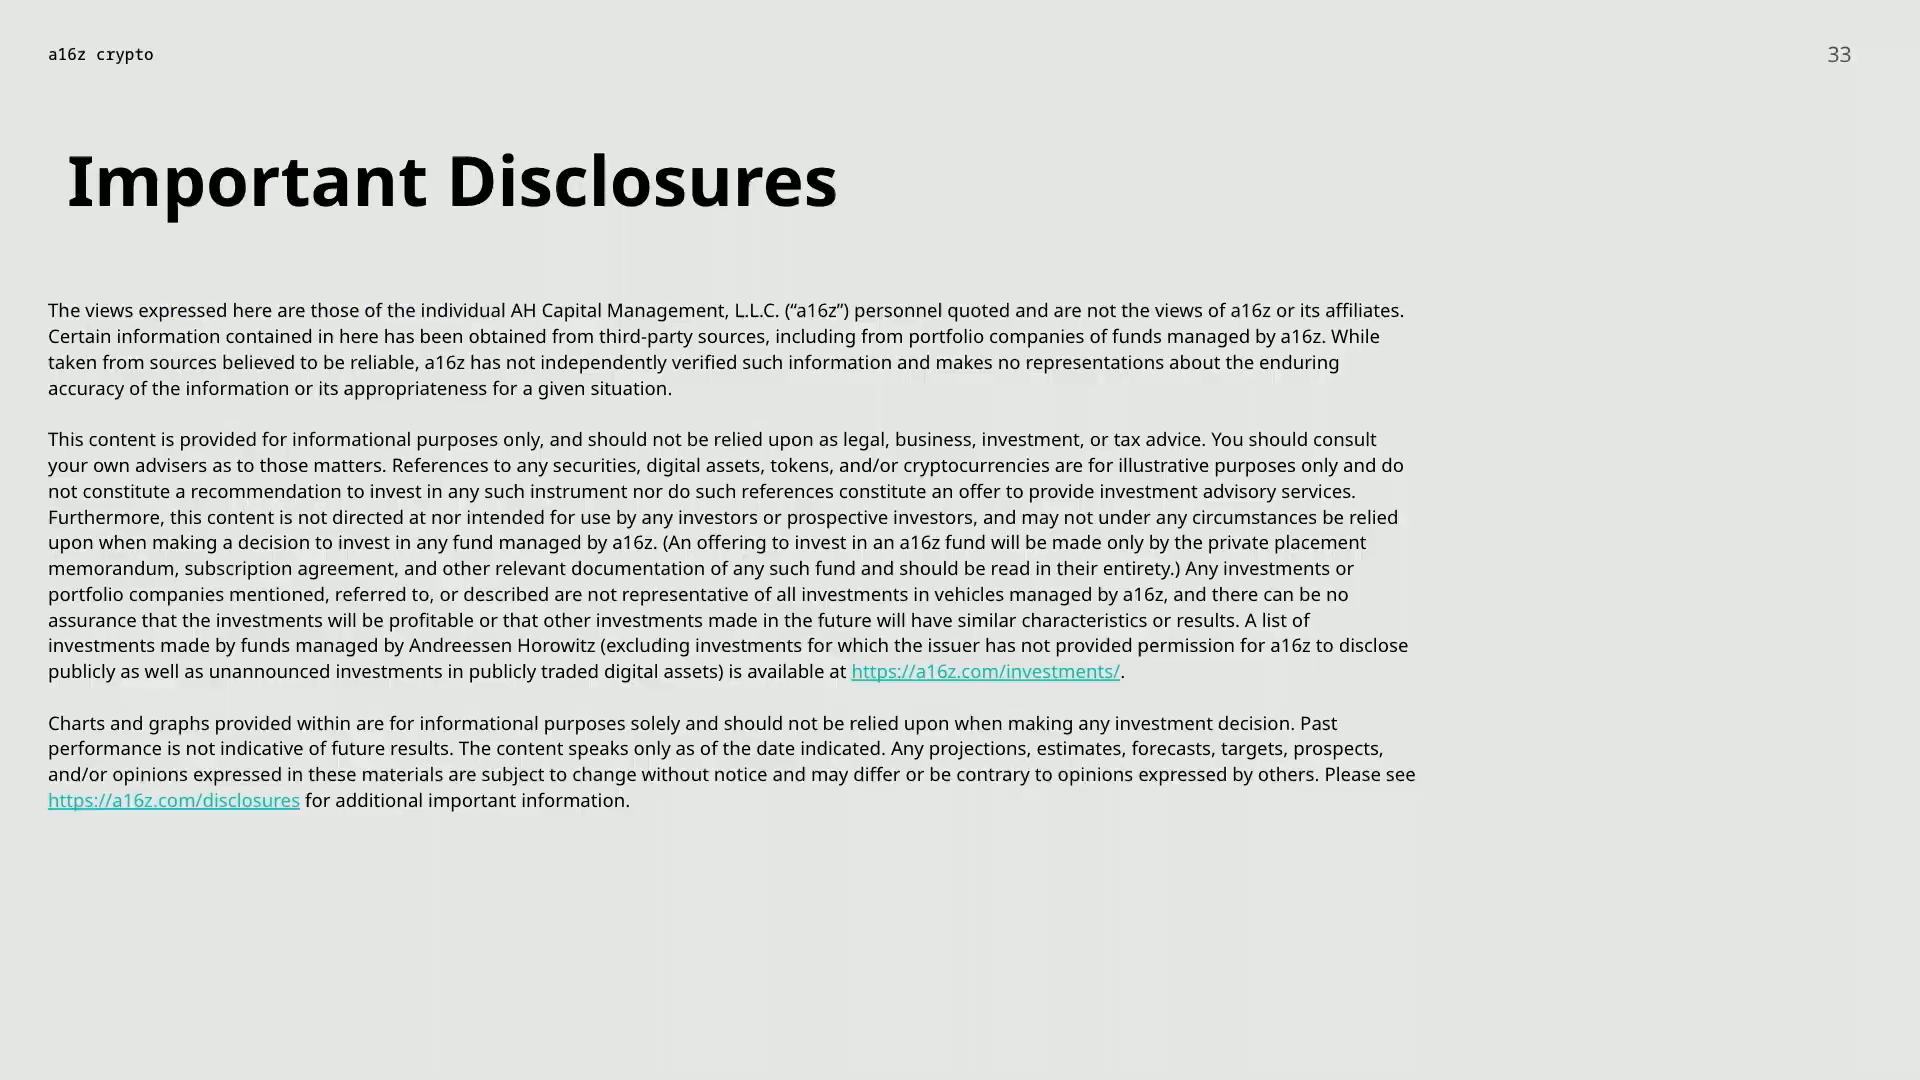 a16z crypto
33
Important Disclosures
The views expressed here are those of the individual AH Capital Management, L.L.C. (“a16z”) personnel quoted and are not the views of a16z or its affiliates.
Certain information contained in here has been obtained from third-party sources, including from portfolio companies of funds managed by a16z. While
taken from sources believed to be reliable, a16z has not independently verified such information and makes no representations about the enduring
accuracy of the information or its appropriateness for a given situation.
This content is provided for informational purposes only, and should not be relied upon as legal, business, investment, or tax advice. You should consult
your own advisers as to those matters. References to any securities, digital assets, tokens, and/or cryptocurrencies are for illustrative purposes only and do
not constitute a recommendation to invest in any such instrument nor do such references constitute an offer to provide investment advisory services.
Furthermore, this content is not directed at nor intended for use by any investors or prospective investors, and may not under any circumstances be relied
upon when making a decision to invest in any fund managed by a16z. (An offering to invest in an a16z fund will be made only by the private placement
memorandum, subscription agreement, and other relevant documentation of any such fund and should be read in their entirety.) Any investments or
portfolio companies mentioned, referred to, or described are not representative of all investments in vehicles managed by a16z, and there can be no
assurance that the investments will be profitable or that other investments made in the future will have similar characteristics or results. A list of
investments made by funds managed by Andreessen Horowitz (excluding investments for which the issuer has not provided permission for a16z to disclose
publicly as well as unannounced investments in publicly traded digital assets) is available at https://a16z.com/investments/.
Charts and graphs provided within are for informational purposes solely and should not be relied upon when making any investment decision. Past
performance is not indicative of future results. The content speaks only as of the date indicated. Any projections, estimates, forecasts, targets, prospects,
and/or opinions expressed in these materials are subject to change without notice and may differ or be contrary to opinions expressed by others. Please see
https://a16z.com/disclosures for additional important information.